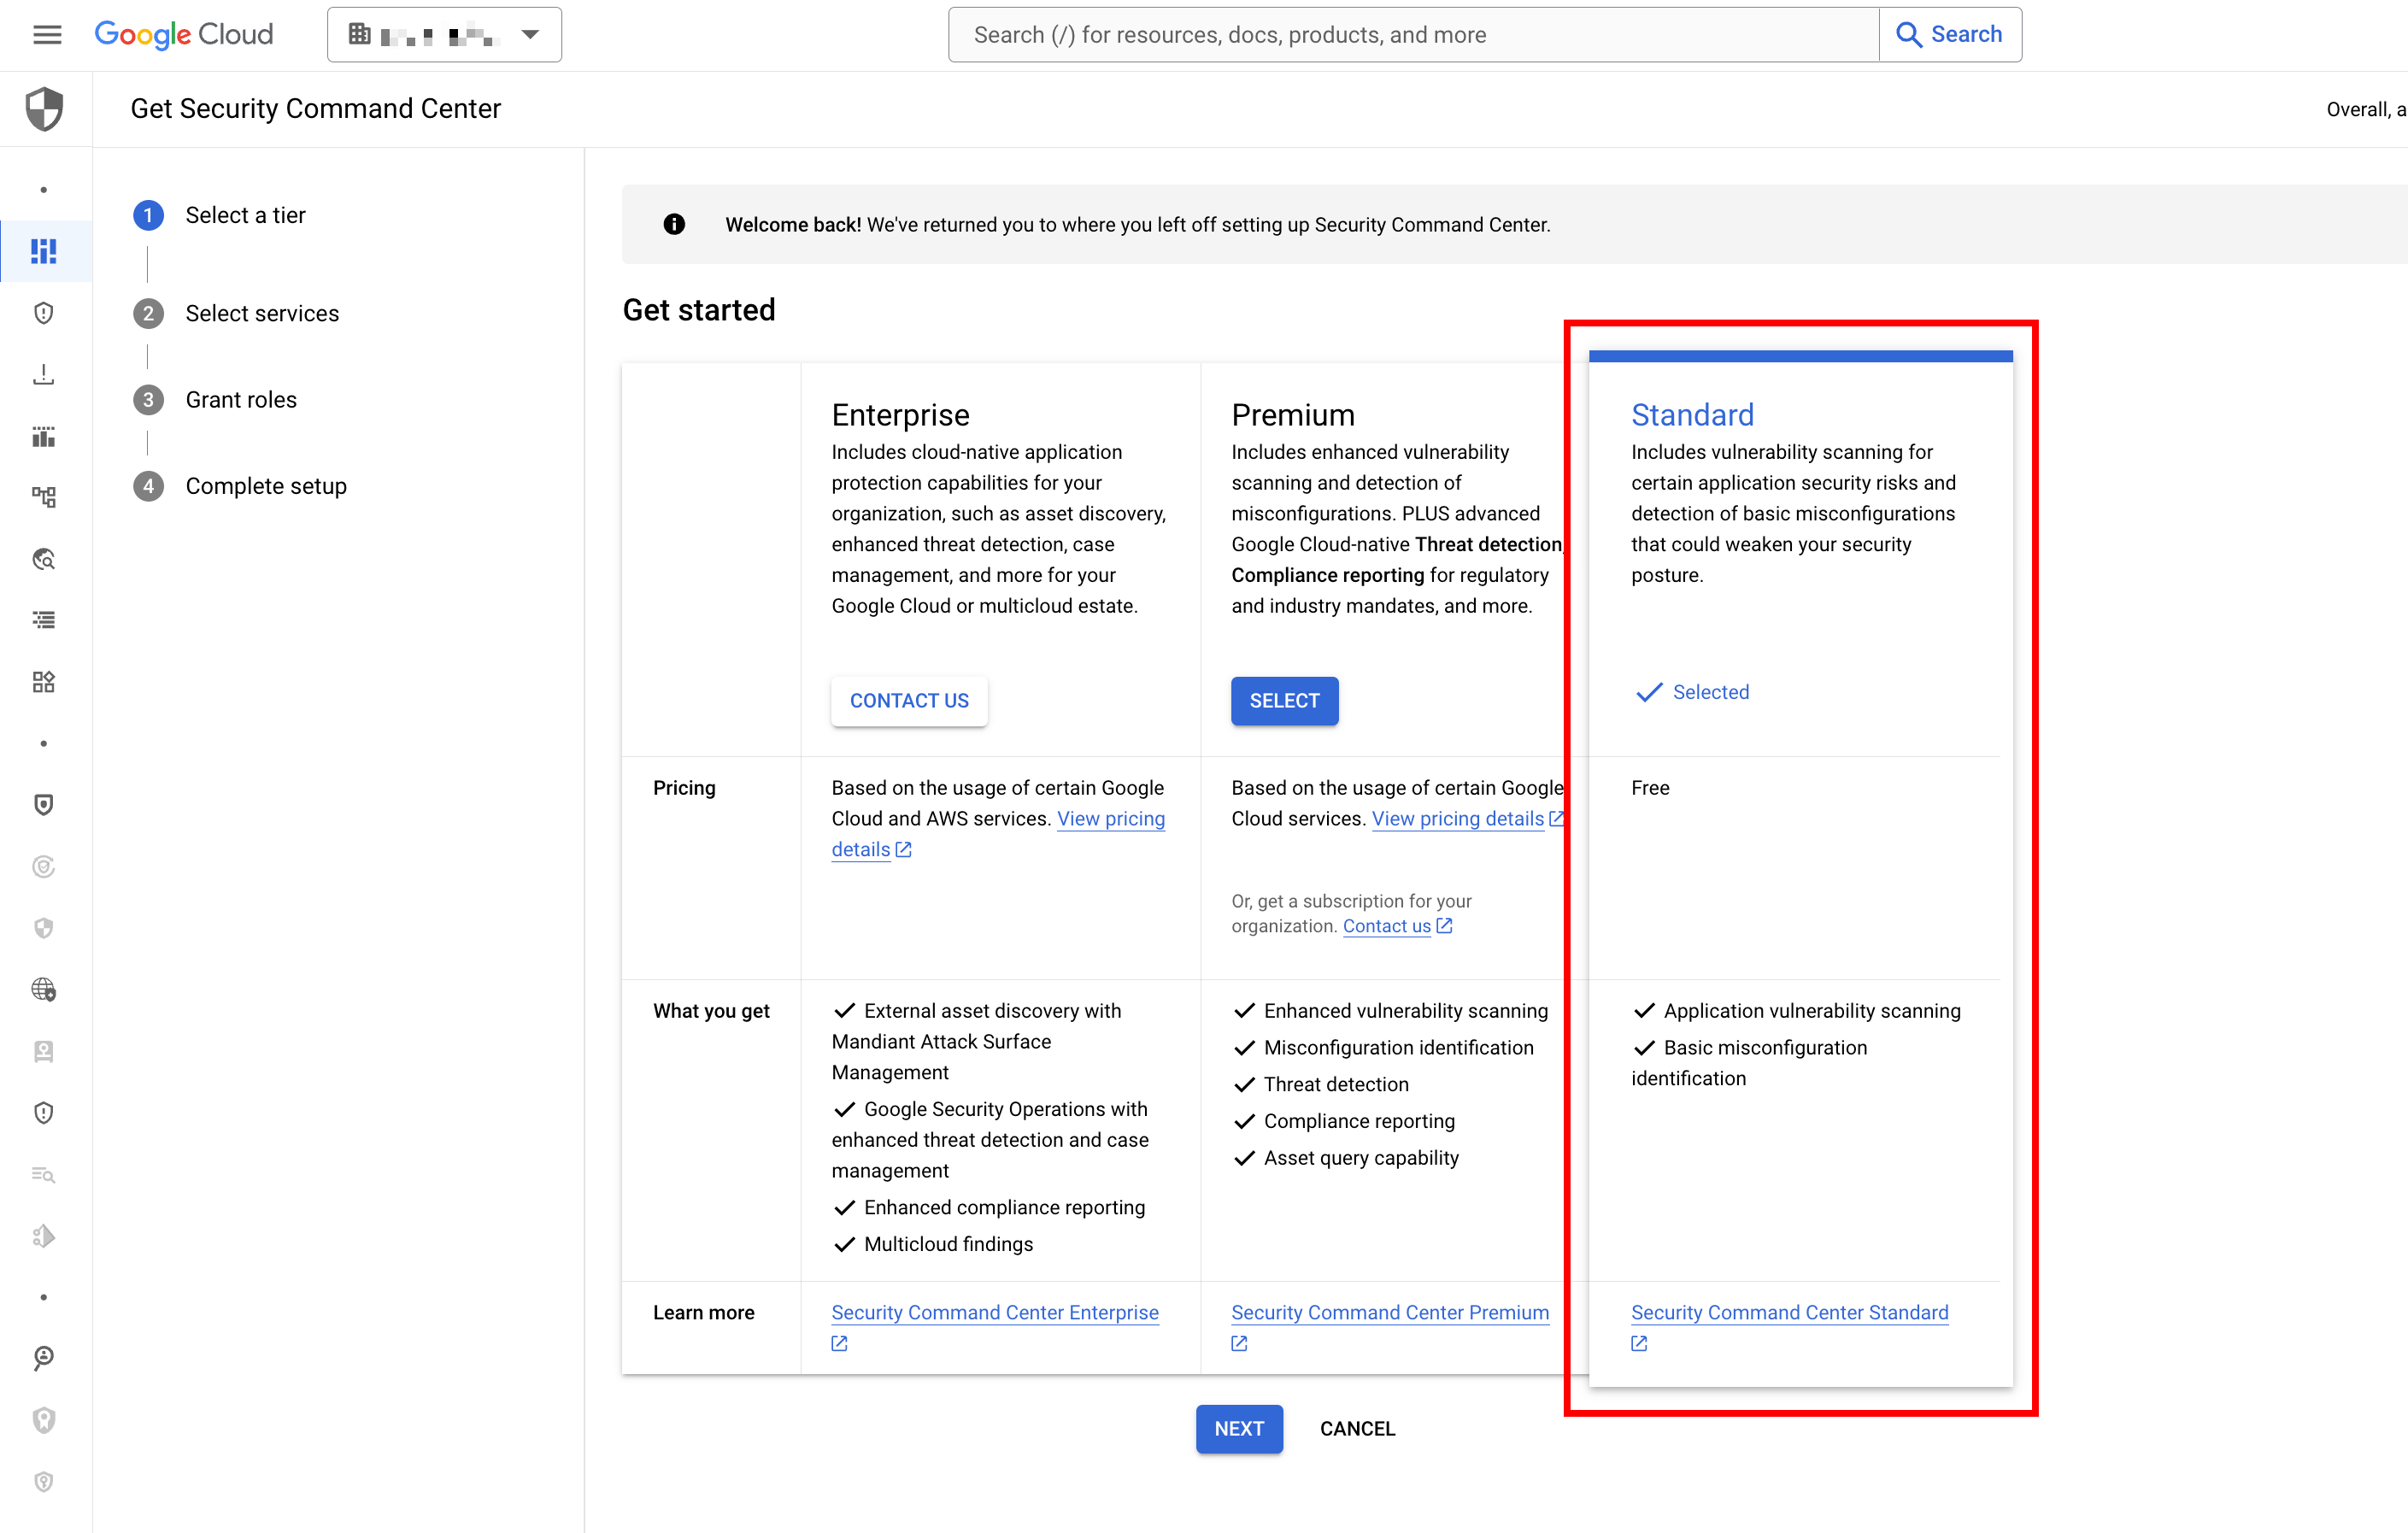 Google Cloud
Search (/) for resources, docs, products, and more
Search
Get Security Command Center
Overall, a
1 Select a tier
2 Select services
3 Grant roles
4 Complete setup
Welcome back! We've returned you to where you left off setting up Security Command Center.
Get started
Enterprise
Includes cloud-native application
protection capabilities for your
organization, such as asset discovery,
enhanced threat detection, case
management, and more for your
Google Cloud or multicloud estate.
CONTACT US
Premium
Includes enhanced vulnerability
scanning and detection of
misconfigurations. PLUS advanced
Google Cloud-native Threat detection,
Compliance reporting for regulatory
and industry mandates, and more.
SELECT
Standard
Includes vulnerability scanning for
certain application security risks and
detection of basic misconfigurations
that could weaken your security
posture.
Selected
Pricing
Based on the usage of certain Google
Cloud and AWS services. View pricing
details
Based on the usage of certain Google
Cloud services. View pricing details
Or, get a subscription for your
organization. Contact us
Free
What you get
External asset discovery with
Mandiant Attack Surface
Management
Google Security Operations with
enhanced threat detection and case
management
Enhanced compliance reporting
Multicloud findings
Enhanced vulnerability scanning
Misconfiguration identification
Threat detection
Compliance reporting
Asset query capability
Application vulnerability scanning
Basic misconfiguration
identification
Learn more
Security Command Center Enterprise
Security Command Center Premium
Security Command Center Standard
NEXT
CANCEL